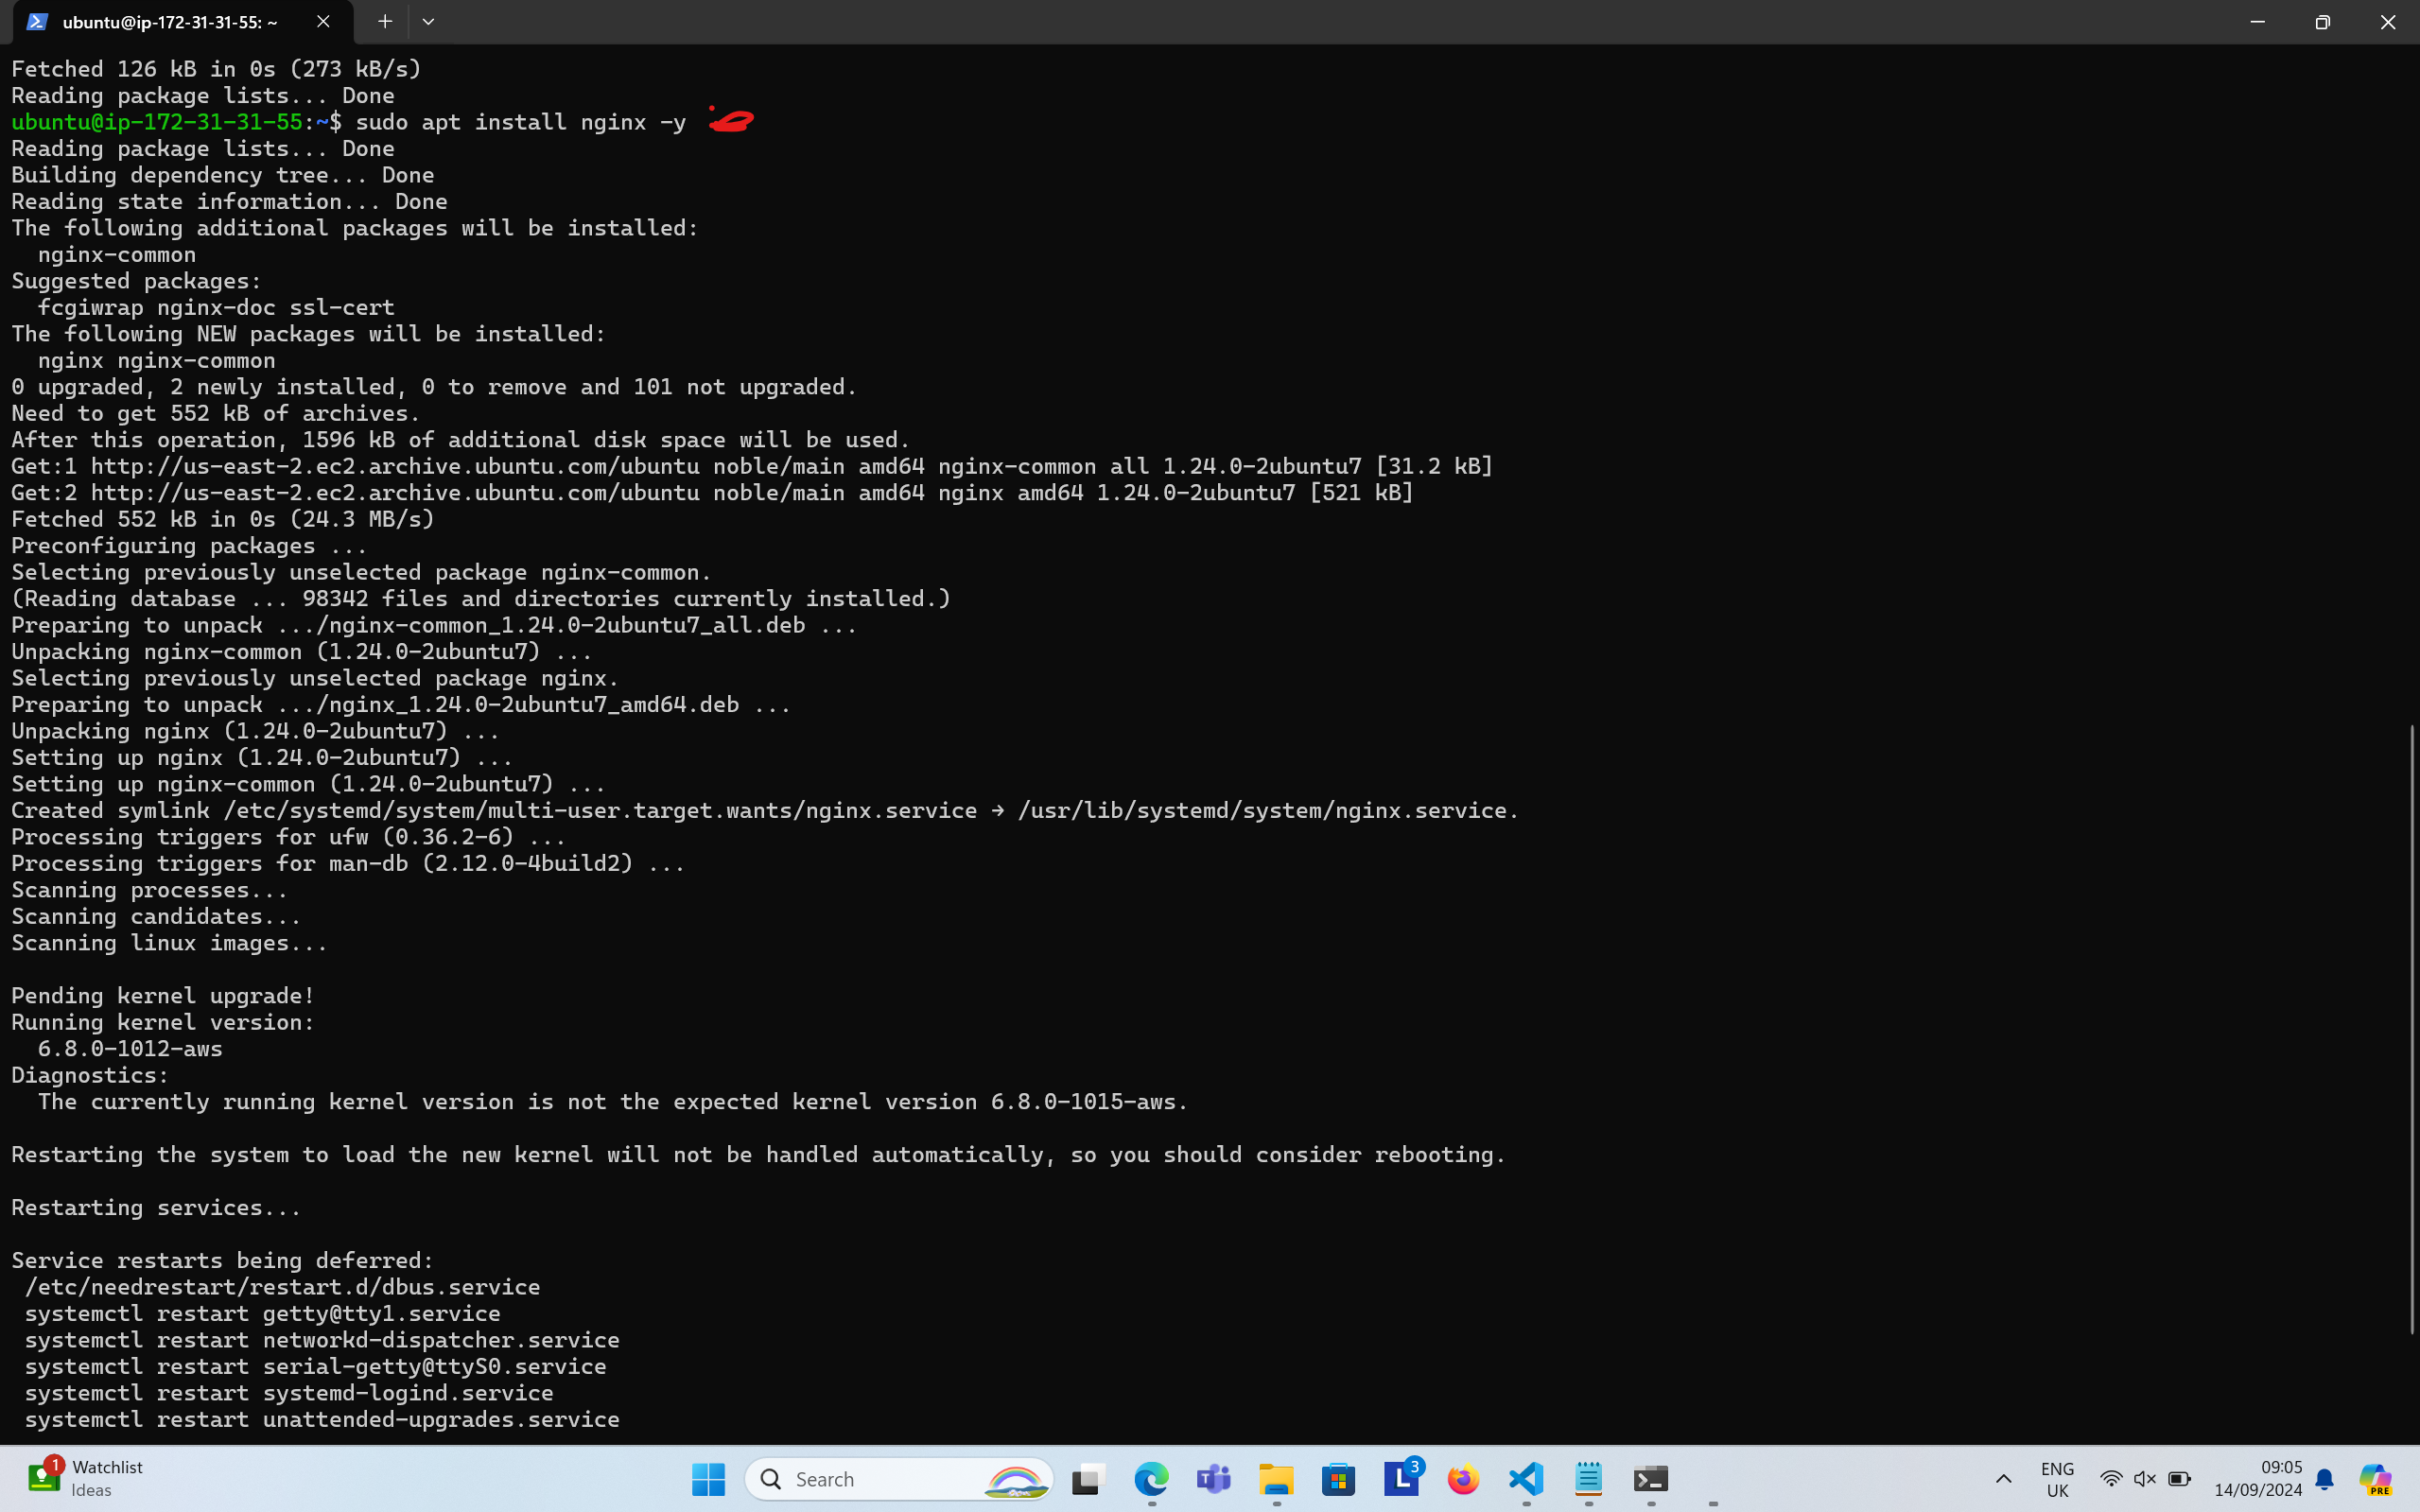 ubuntu@ip-172-31-31-55: ~
Fetched 126 kB in 0s (273 kB/s)
Reading package lists... Done
ubuntu@ip-172-31-31-55:~$ sudo apt install nginx -y
Reading package lists... Done
Building dependency tree... Done
Reading state information... Done
The following additional packages will be installed:
  nginx-common
Suggested packages:
  fcgiwrap nginx-doc ssl-cert
The following NEW packages will be installed:
  nginx nginx-common
0 upgraded, 2 newly installed, 0 to remove and 101 not upgraded.
Need to get 552 kB of archives.
After this operation, 1596 kB of additional disk space will be used.
Get:1 http://us-east-2.ec2.archive.ubuntu.com/ubuntu noble/main amd64 nginx-common all 1.24.0-2ubuntu7 [31.2 kB]
Get:2 http://us-east-2.ec2.archive.ubuntu.com/ubuntu noble/main amd64 nginx amd64 1.24.0-2ubuntu7 [521 kB]
Fetched 552 kB in 0s (24.3 MB/s)
Preconfiguring packages ...
Selecting previously unselected package nginx-common.
(Reading database ... 98342 files and directories currently installed.)
Preparing to unpack .../nginx-common_1.24.0-2ubuntu7_all.deb ...
Unpacking nginx-common (1.24.0-2ubuntu7) ...
Selecting previously unselected package nginx.
Preparing to unpack .../nginx_1.24.0-2ubuntu7_amd64.deb ...
Unpacking nginx (1.24.0-2ubuntu7) ...
Setting up nginx (1.24.0-2ubuntu7) ...
Setting up nginx-common (1.24.0-2ubuntu7) ...
Created symlink /etc/systemd/system/multi-user.target.wants/nginx.service → /usr/lib/systemd/system/nginx.service.
Processing triggers for ufw (0.36.2-6) ...
Processing triggers for man-db (2.12.0-4build2) ...
Scanning processes...
Scanning candidates...
Scanning linux images...
Pending kernel upgrade!
Running kernel version:
  6.8.0-1012-aws
Diagnostics:
  The currently running kernel version is not the expected kernel version 6.8.0-1015-aws.
Restarting the system to load the new kernel will not be handled automatically, so you should consider rebooting.
Restarting services...
Service restarts being deferred:
 /etc/needrestart/restart.d/dbus.service
 systemctl restart getty@tty1.service
 systemctl restart networkd-dispatcher.service
 systemctl restart serial-getty@ttyS0.service
 systemctl restart systemd-logind.service
 systemctl restart unattended-upgrades.service
1
Watchlist
Ideas
Search
T
L
3
ENG
UK
09:05
14/09/2024
PRE